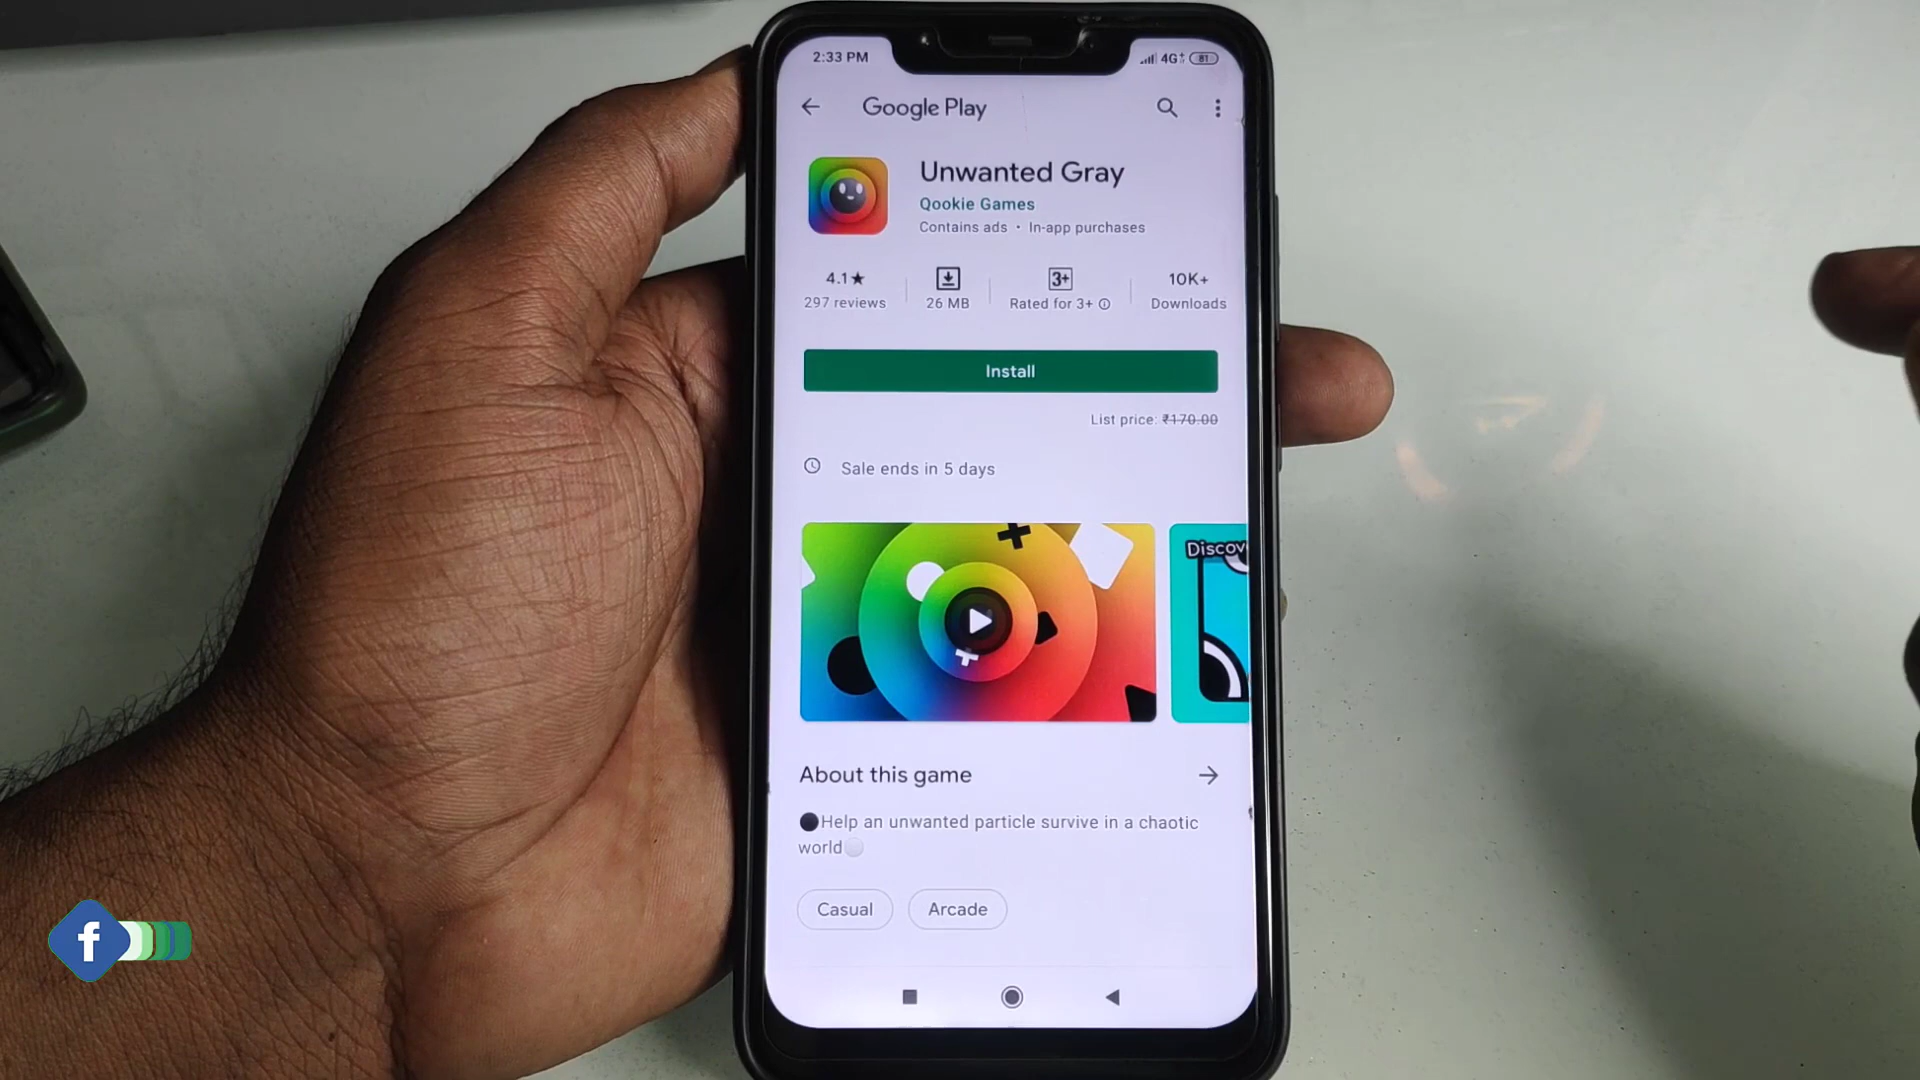 2:33 PM
4G+
81
Google Play
Unwanted Gray
Qookie Games
Contains ads • In-app purchases
4.1★
297 reviews
26 MB
3+
Rated for 3+
10K+
Downloads
Install
List price: ₹170.00
Sale ends in 5 days
Discov
About this game
Help an unwanted particle survive in a chaotic
world
Casual
Arcade
f